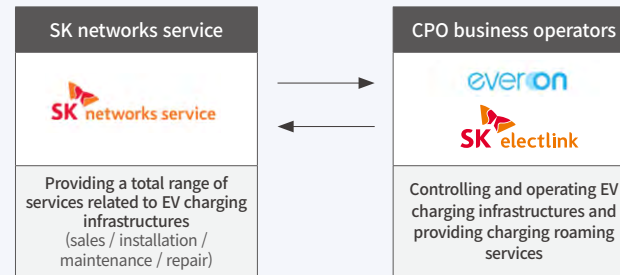 SK networks service
SK networks service
Providing a total range of
services related to EV charging
infrastructures
(sales / installation /
maintenance / repair)
CPO business operators
everon
SK electlink
Controlling and operating EV
charging infrastructures and
providing charging roaming
services